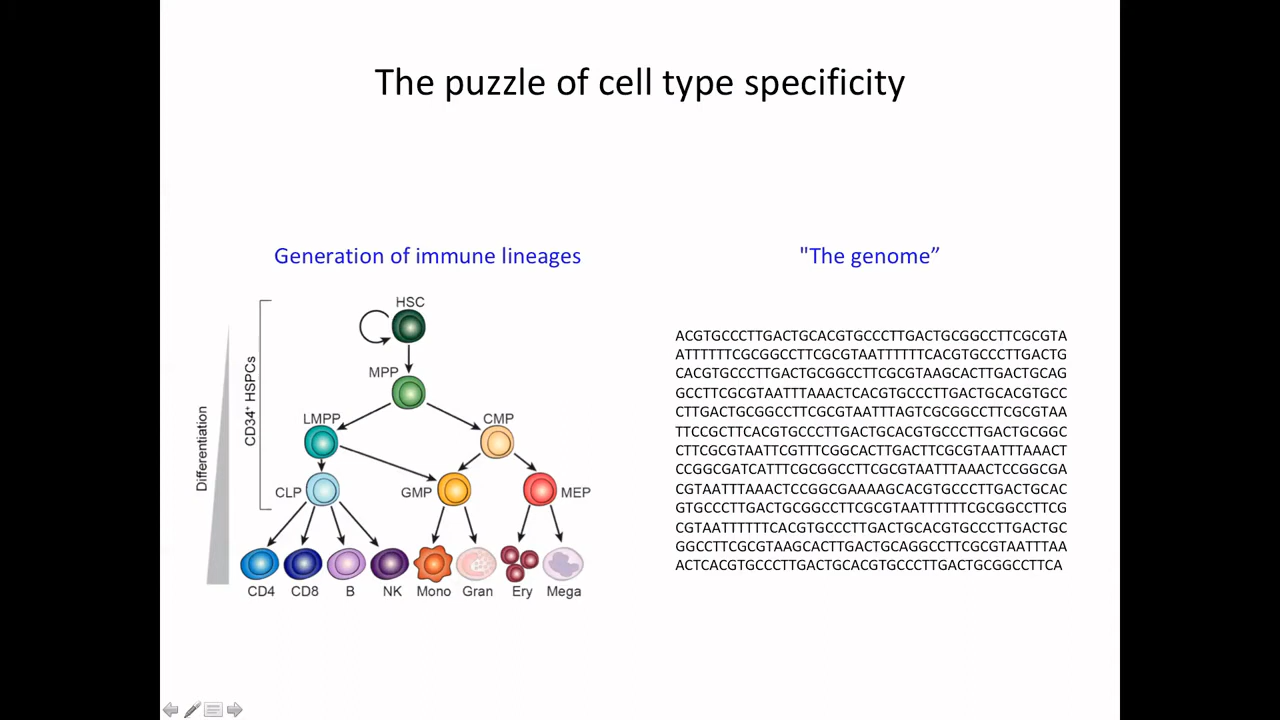 The puzzle of cell type specificity
Generation of immune lineages
HSC
MPP
LMPP
CMP
CLP
GMP
MEP
CD4
CD8
B
NK
Mono
Gran
Ery
Mega
Differentiation
CD34⁺ HSPCs
"The genome”
ACGTGCCCTTGACTGCACGTGCCCTTGACTGCGGCCTTCGCGTA
ATTTTTTCGCGGCCTTCGCGTAATTTTTTCACGTGCCCTTGACTG
CACGTGCCCTTGACTGCGGCCTTCGCGTAAGCACTTGACTGCAG
GCCTTCGCGTAATTTAAACTCACGTGCCCTTGACTGCACGTGCC
CTTGACTGCGGCCTTCGCGTAATTTAGTCGCGGCCTTCGCGTAA
TTCCGCTTCACGTGCCCTTGACTGCACGTGCCCTTGACTGCGGC
CTTCGCGTAATTCGTTTCGGCACTTGACTTCGCGTAATTTAAACT
CCGGCGATCATTTCGCGGCCTTCGCGTAATTTAAACTCCGGCGA
CGTAATTTAAACTCCGGCGAAAAGCACGTGCCCTTGACTGCAC
GTGCCCTTGACTGCGGCCTTCGCGTAATTTTTTCGCGGCCTTCG
CGTAATTTTTTCACGTGCCCTTGACTGCACGTGCCCTTGACTGC
GGCCTTCGCGTAAGCACTTGACTGCAGGCCTTCGCGTAATTTAA
ACTCACGTGCCCTTGACTGCACGTGCCCTTGACTGCGGCCTTCA